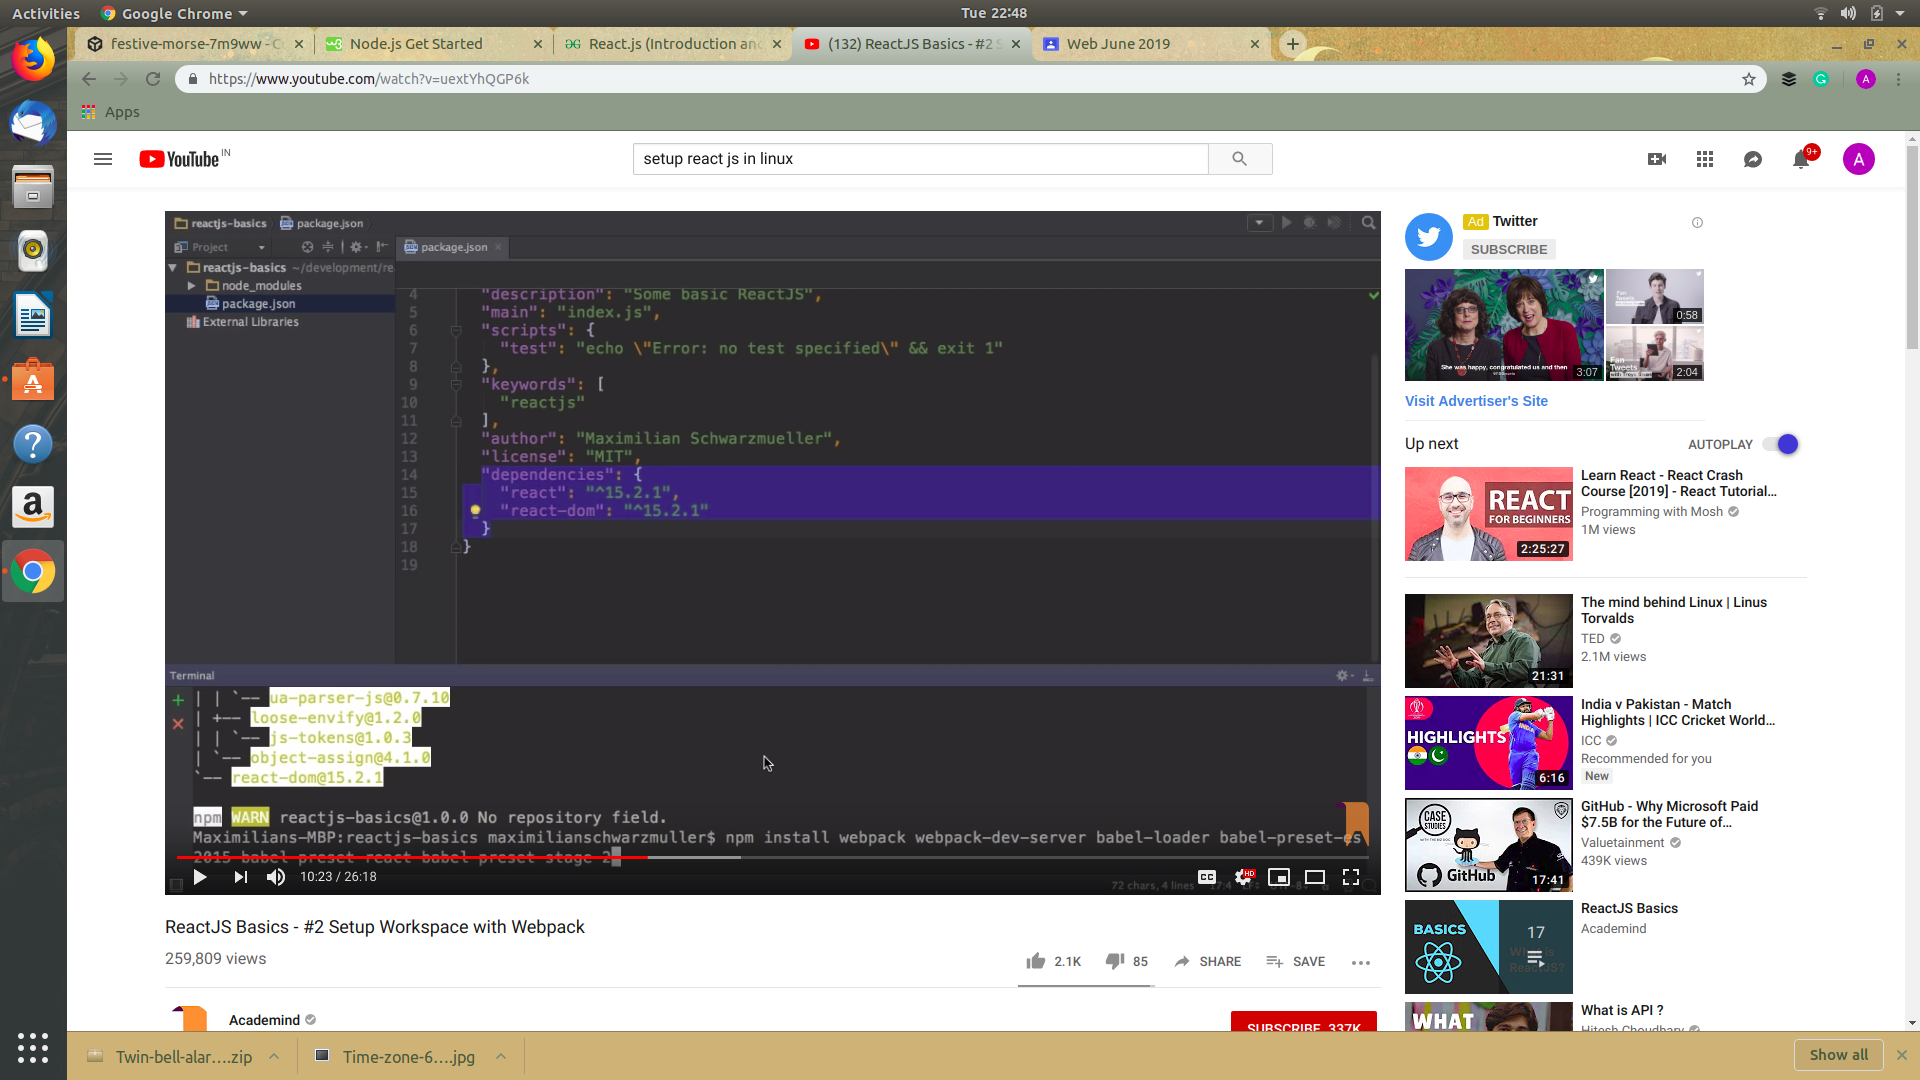 Activities
Google Chrome
Tue 22:48
festive-morse-7m9ww - C
Node.js Get Started
React.js (Introduction an
(132) ReactJS Basics - #2 S
Web June 2019
https://www.youtube.com/watch?v=uextYhQGP6k
A
Apps
YouTube IN
setup react js in linux
9+
A
reactjs-basics
package.json
Project
package.json
reactjs-basics ~/development/re
node_modules
package.json
External Libraries
4 "description": "Some basic ReactJS",
5 "main": "index.js",
6 "scripts": {
7 "test": "echo \"Error: no test specified\" && exit 1"
8 },
9 "keywords": [
10 "reactjs"
11 ],
12 "author": "Maximilian Schwarzmueller",
13 "license": "MIT",
14 "dependencies": {
15 "react": "^15.2.1",
16 "react-dom": "^15.2.1"
17 }
18 }
19
Terminal
| | `-- ua-parser-js@0.7.10
| +-- loose-envify@1.2.0
| | `-- js-tokens@1.0.3
| `-- object-assign@4.1.0
`-- react-dom@15.2.1
npm WARN reactjs-basics@1.0.0 No repository field.
Maximilians-MBP:reactjs-basics maximilianschwarzmuller$ npm install webpack webpack-dev-server babel-loader babel-preset-es
2015 babel-preset-react babel-preset-stage-2
10:23 / 26:18
CC
HD
72 chars, 4 lines 17:4
ReactJS Basics - #2 Setup Workspace with Webpack
259,809 views
2.1K
85
SHARE
SAVE
Academind
SUBSCRIBE 337K
Ad Twitter
SUBSCRIBE
She was happy, congratulated us and then
3:07
Fan
Tweets
0:58
Fan
Tweets
2:04
Visit Advertiser's Site
Up next
AUTOPLAY
REACT
FOR BEGINNERS
2:25:27
Learn React - React Crash
Course [2019] - React Tutorial...
Programming with Mosh
1M views
21:31
The mind behind Linux | Linus
Torvalds
TED
2.1M views
HIGHLIGHTS
6:16
India v Pakistan - Match
Highlights | ICC Cricket World...
ICC
Recommended for you
New
CASE
STUDIES
GitHub
17:41
GitHub - Why Microsoft Paid
$7.5B for the Future of...
Valuetainment
439K views
BASICS
17
ReactJS Basics
Academind
WHAT
What is API ?
Hitesh Choudhary
Twin-bell-alar....zip
Time-zone-6....jpg
Show all